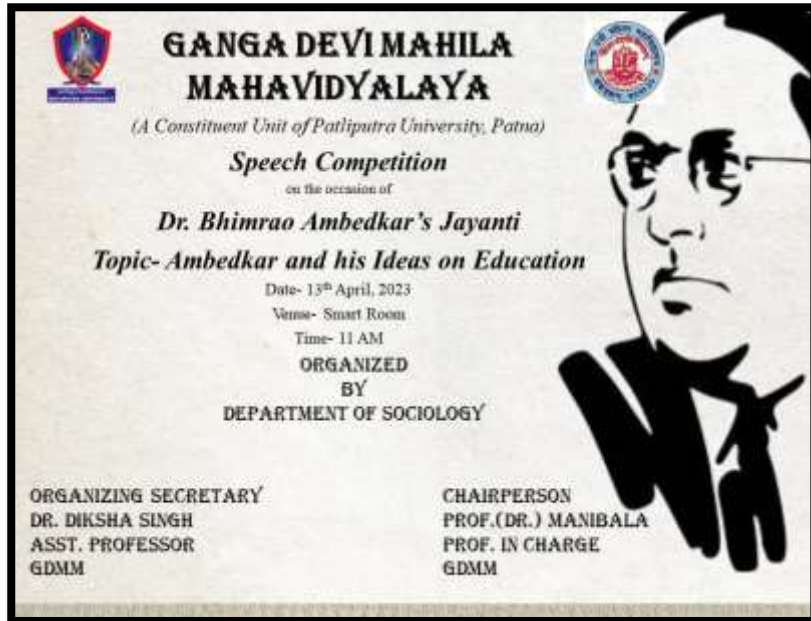 GANGA DEVI MAHILA
MAHAVIDYALAYA
(A Constituent Unit of Patliputra University, Patna)
Speech Competition
on the occasion of
Dr. Bhimrao Ambedkar's Jayanti
Topic- Ambedkar and his Ideas on Education
Date- 13th April, 2023
Venue- Smart Room
Time- 11 AM
ORGANIZED
BY
DEPARTMENT OF SOCIOLOGY
ORGANIZING SECRETARY
DR. DIKSHA SINGH
ASST. PROFESSOR
GDMM
CHAIRPERSON
PROF.(DR.) MANIBALA
PROF. IN CHARGE
GDMM